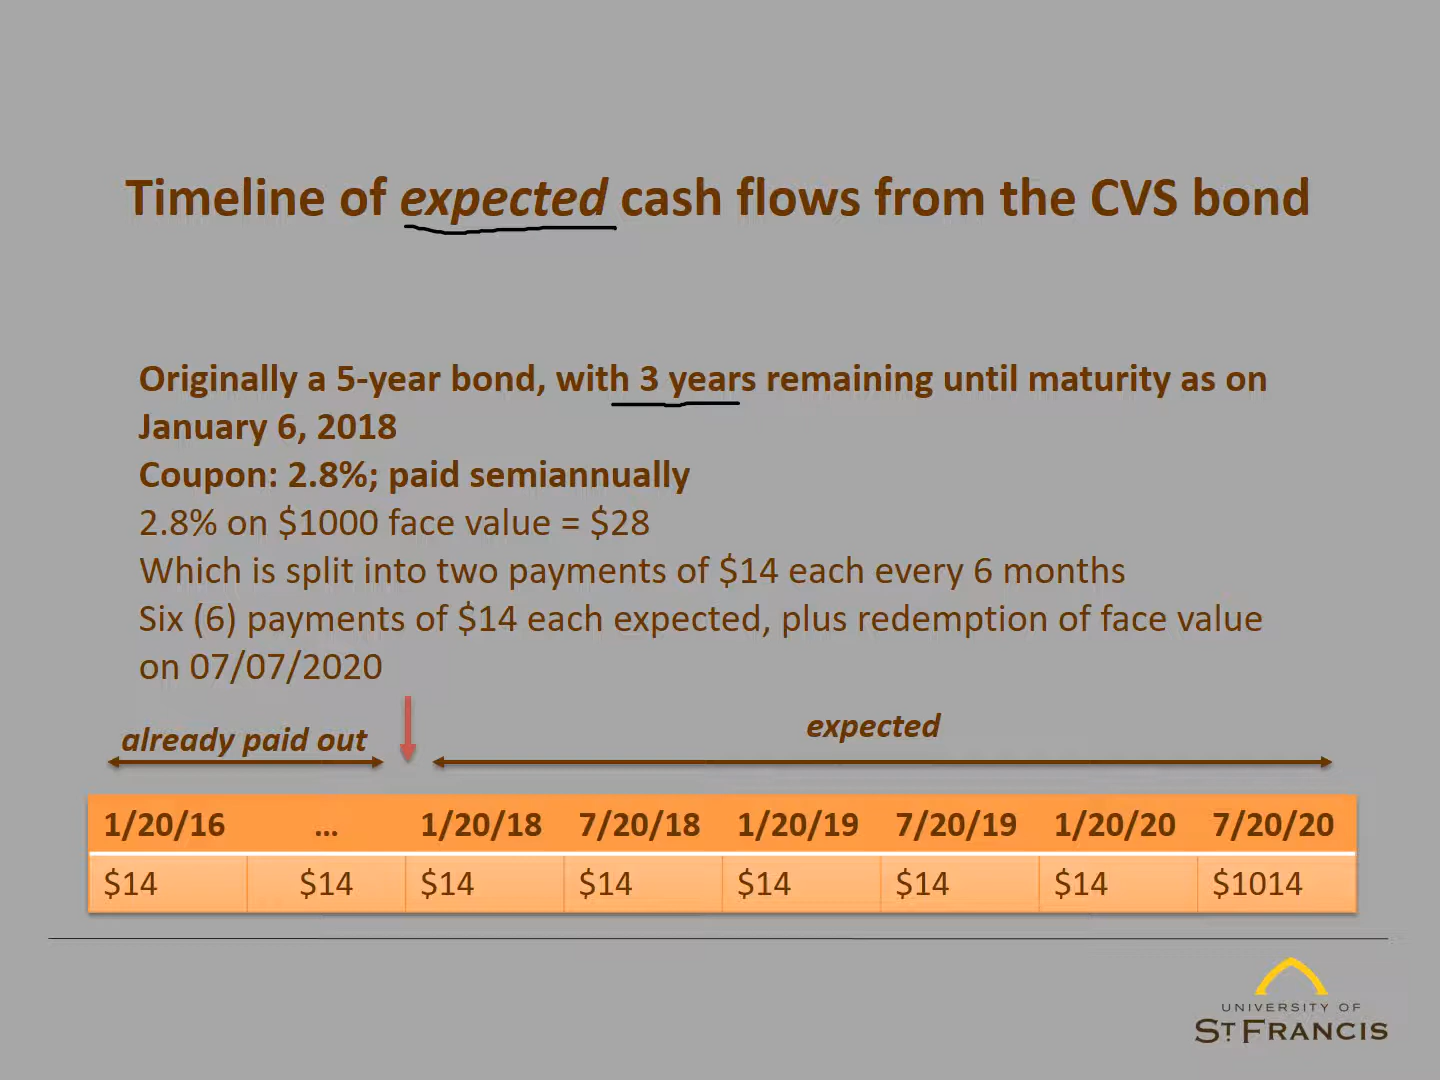 Timeline of expected cash flows from the CVS bond
Originally a 5-year bond, with 3 years remaining until maturity as on
January 6, 2018
Coupon: 2.8%; paid semiannually
2.8% on $1000 face value = $28
Which is split into two payments of $14 each every 6 months
Six (6) payments of $14 each expected, plus redemption of face value
on 07/07/2020
already paid out expected
1/20/16 ... 1/20/18 7/20/18 1/20/19 7/20/19 1/20/20 7/20/20
$14 $14 $14 $14 $14 $14 $14 $1014
UNIVERSITY OF
ST. FRANCIS